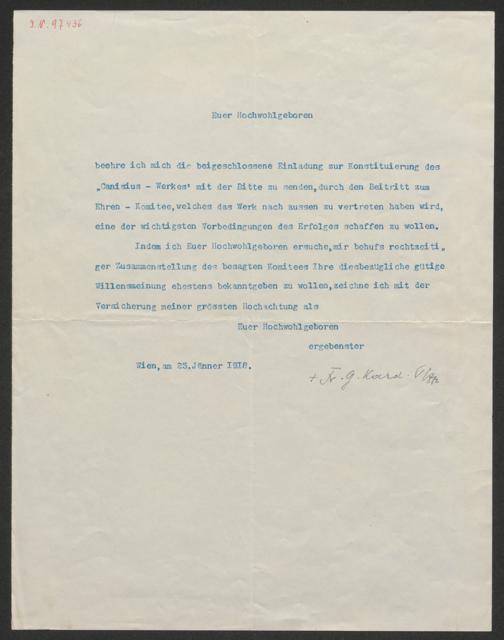 J.N. 97436
Euer Hochwohlgeboren
beehre ich mich die beigeschlossene Einladung zur Konstituierung des
„Canisius - Werkes' mit der Bitte zu senden,durch den Beitritt zum
Ehren - Komitee,welches das Werk nach aussen zu vertreten haben wird,
eine der wichtigsten Vorbedingungen des Erfolges schaffen zu wollen.
Indem ich Euer Hochwohlgeboren ersuche,mir behufs rechtzeiti„
ger Zusammenstellung des besagten Komitees Ihre diesbezügliche gütige
Willensmeinung ehestens bekanntgeben zu wollen,zeichne ich mit der
Versicherung meiner grössten Hochachtung als
Euer Hochwohlgeboren
ergebenster
Wien,am 25.Jänner 1918.
+ Fr. G. Kard.